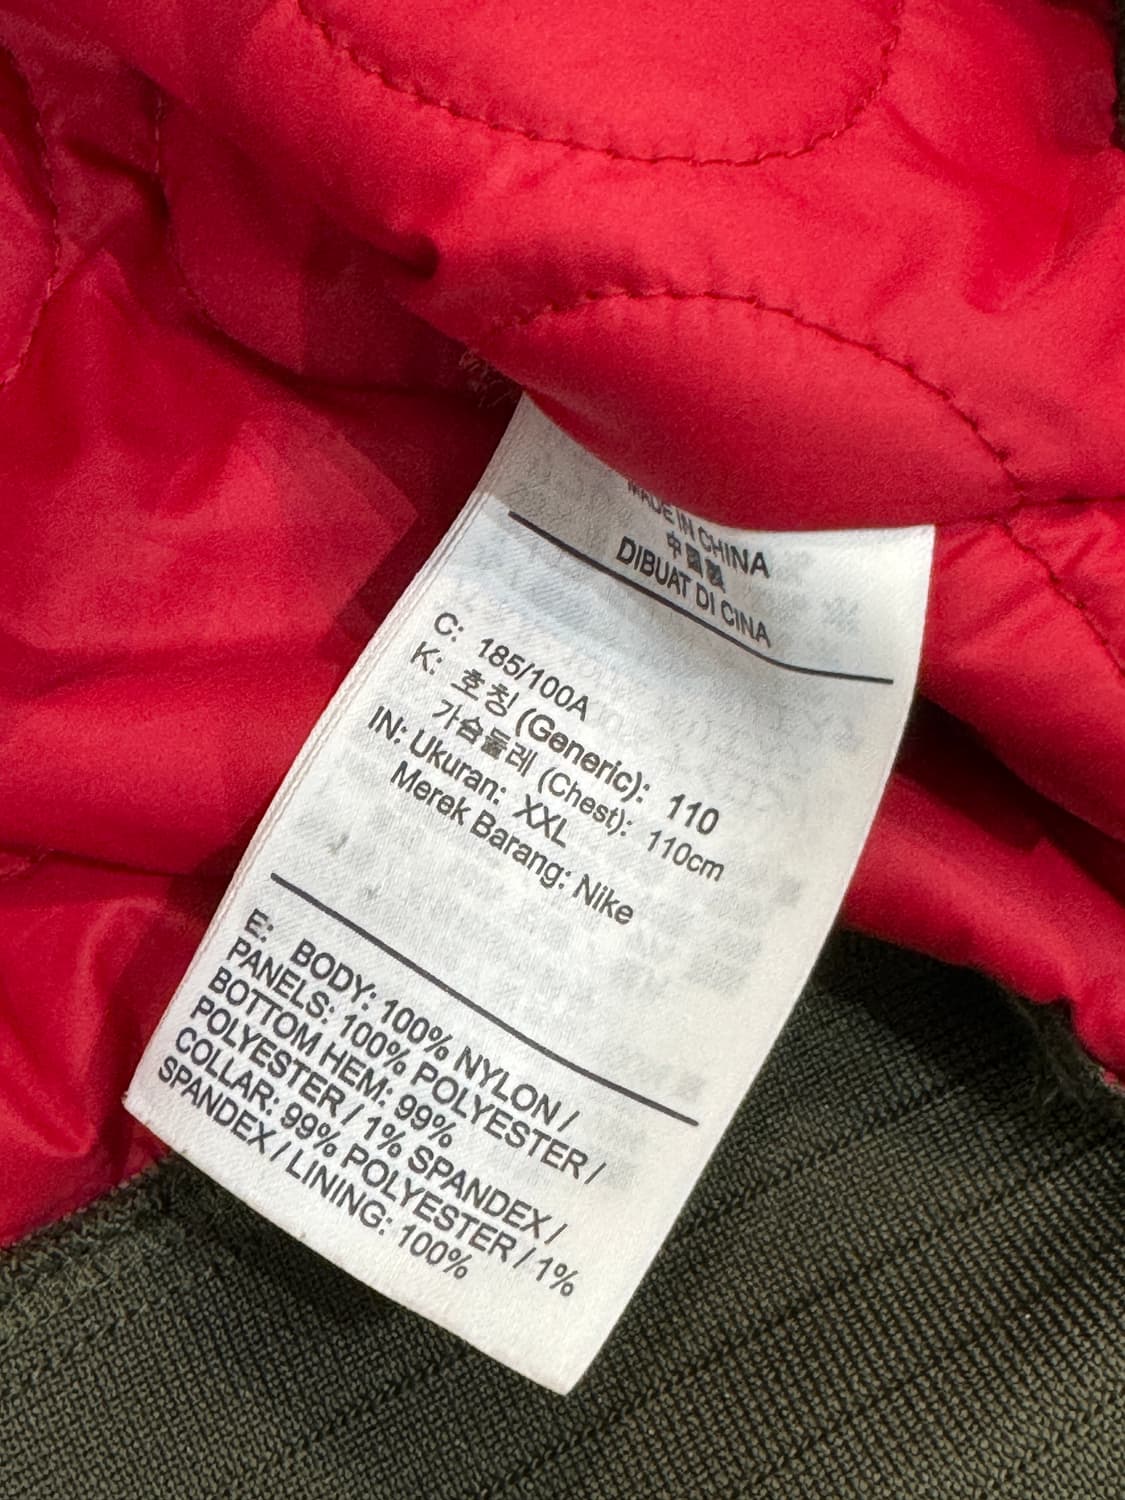 MADE IN CHINA
中國製
DIBUAT DI CINA
C: 185/100A
K: 호칭 (Generic): 110
가슴둘레 (Chest): 110cm
IN: Ukuran: XXL
Merek Barang: Nike
E: BODY: 100% NYLON /
PANELS: 100% POLYESTER /
BOTTOM HEM: 99%
POLYESTER / 1% SPANDEX /
COLLAR: 99% POLYESTER / 1%
SPANDEX / LINING: 100%